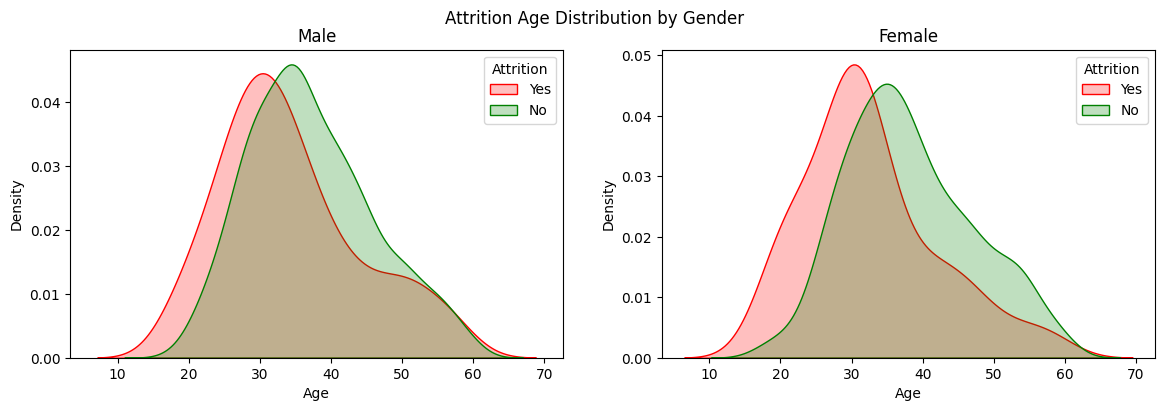 Attrition Age Distribution by Gender
Male
Density
0.04
0.03
0.02
0.01
0.00
10 20 30 40 50 60 70
Age
Attrition
Yes
No
Female
Density
0.05
0.04
0.03
0.02
0.01
0.00
10 20 30 40 50 60 70
Age
Attrition
Yes
No